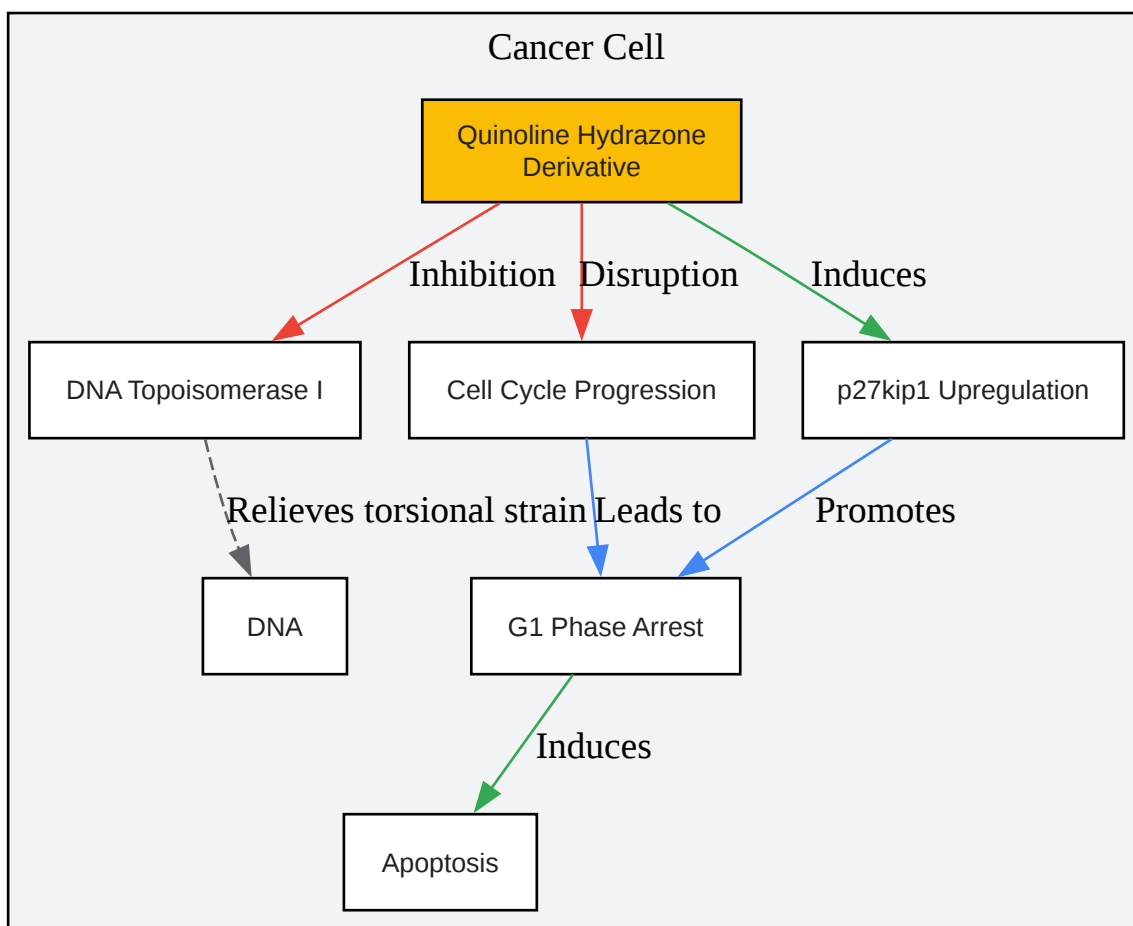 Cancer Cell
Quinoline Hydrazone
Derivative
Inhibition
Disruption
Induces
DNA Topoisomerase I
Cell Cycle Progression
p27kip1 Upregulation
Relieves torsional strain
Leads to
Promotes
DNA
G1 Phase Arrest
Induces
Apoptosis